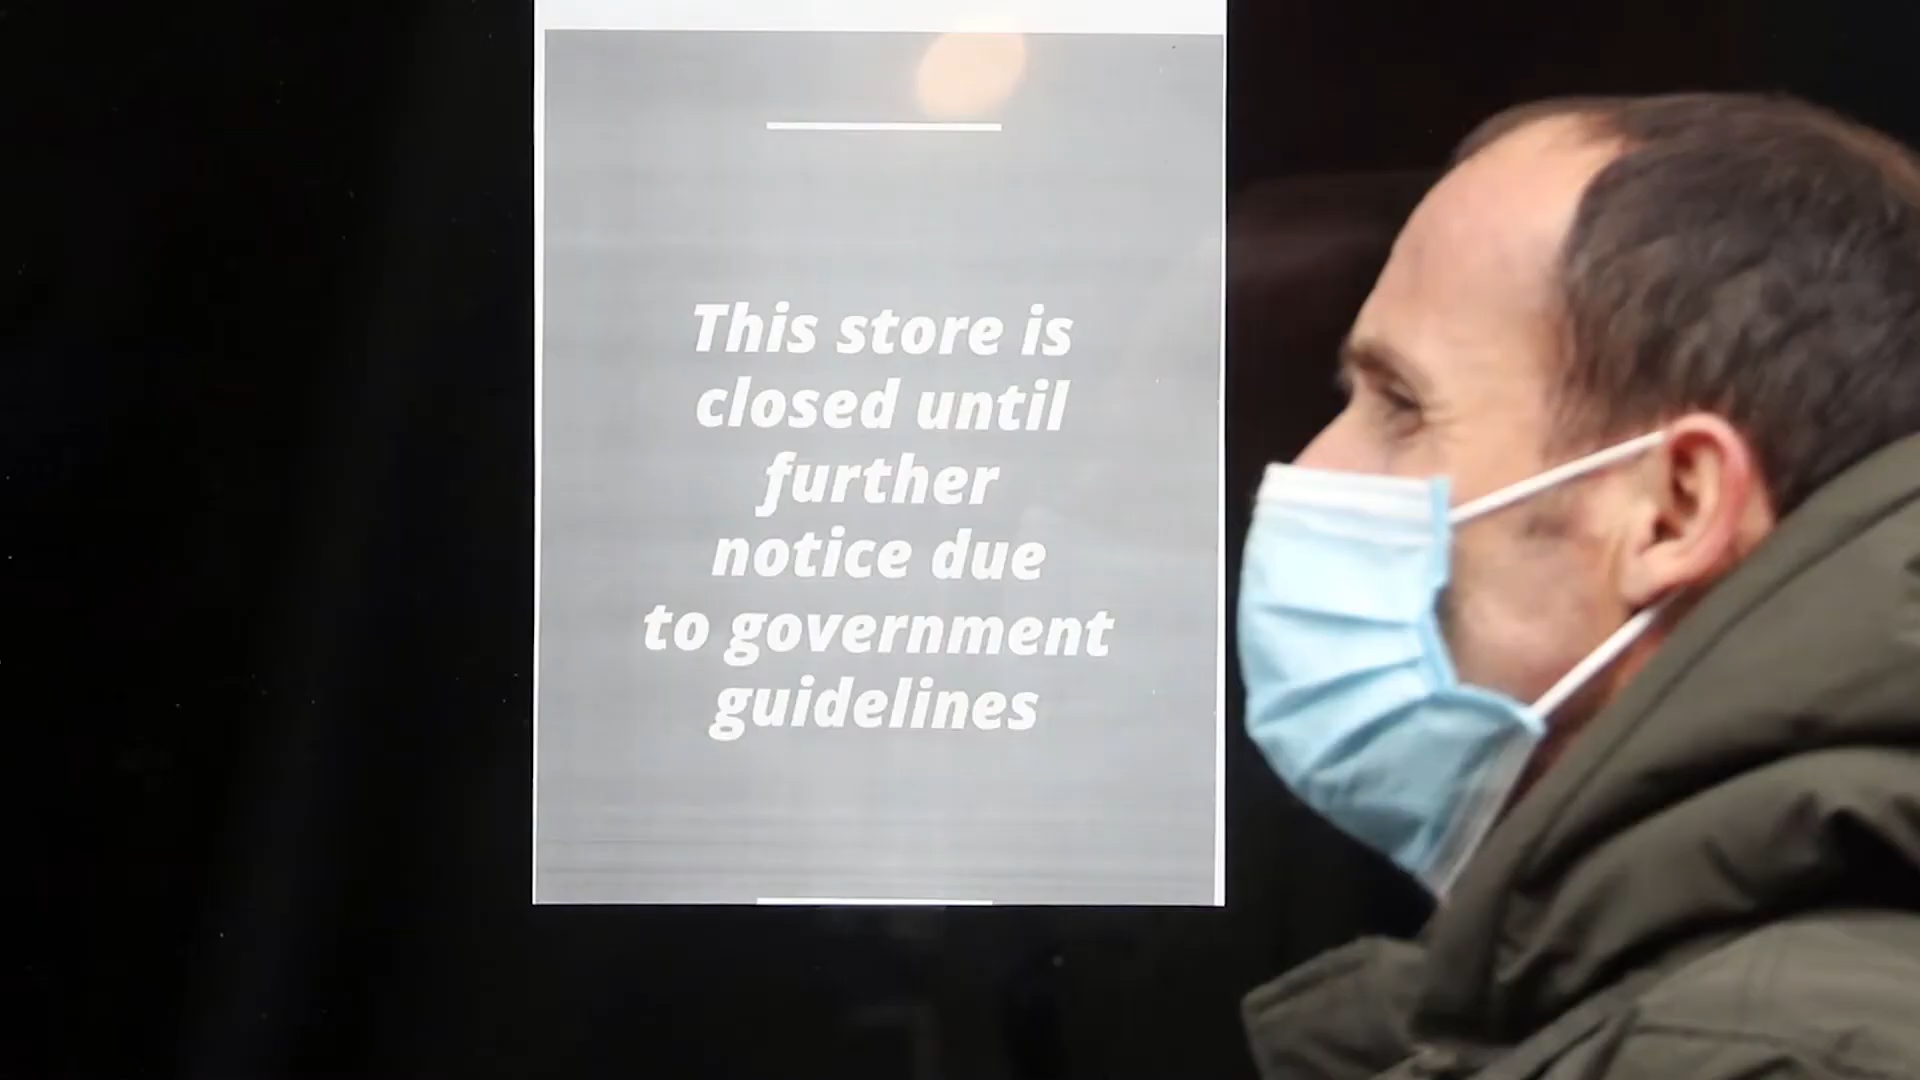 This store is
closed until
further
notice due
to government
guidelines